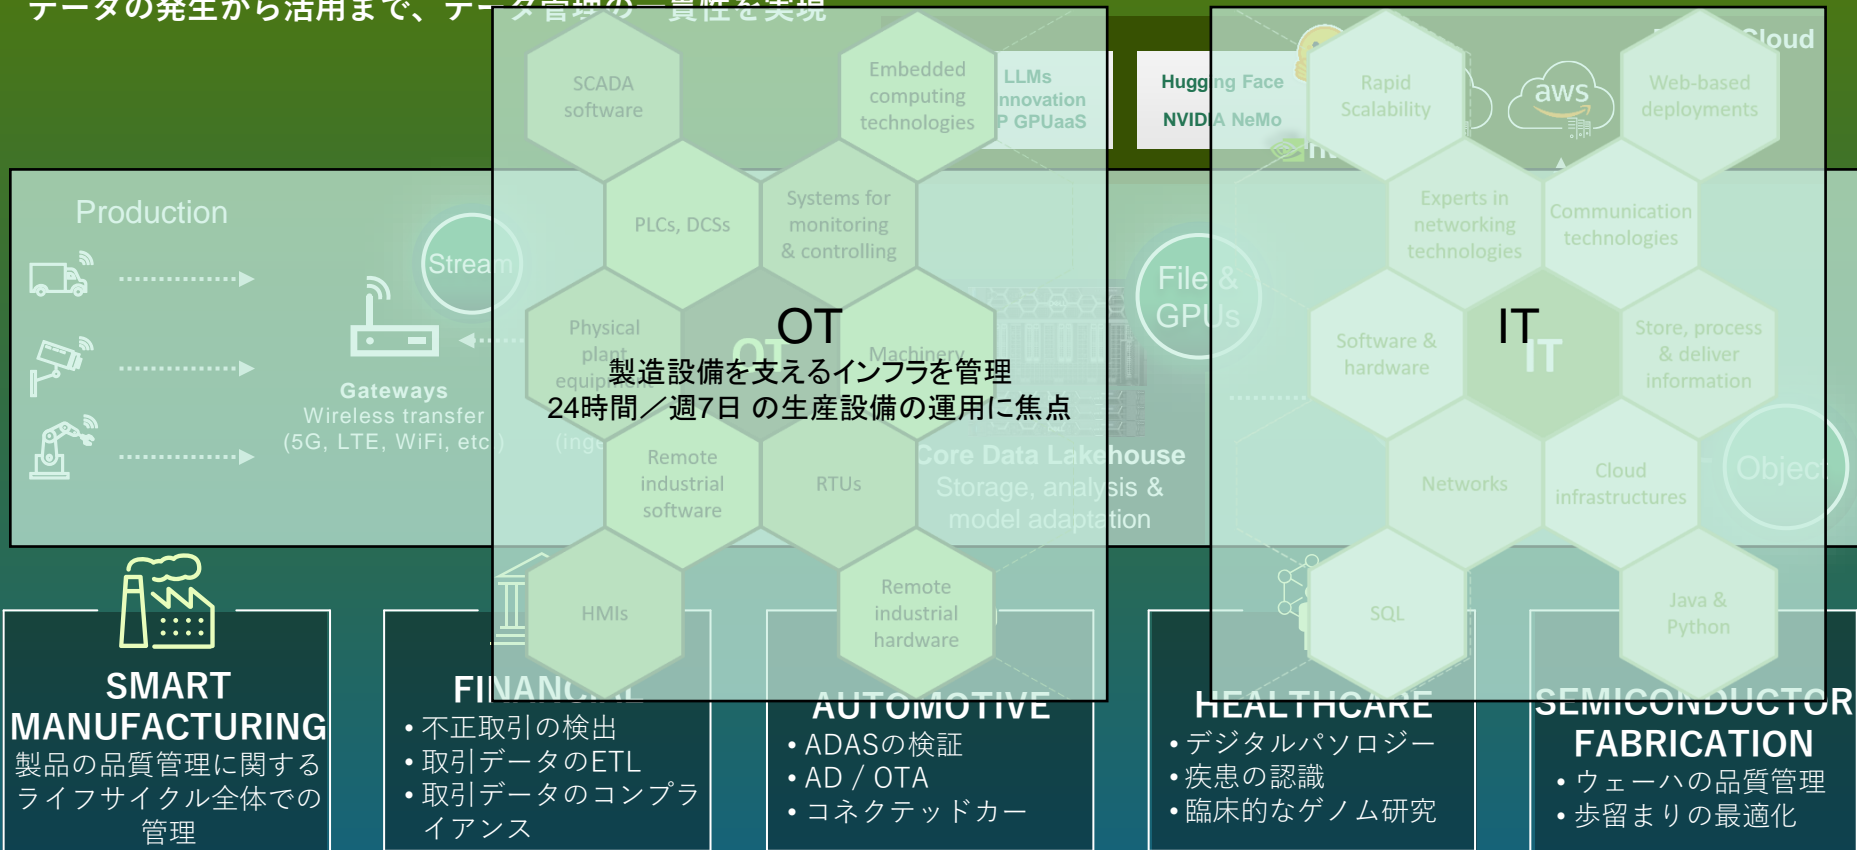 データの発生から活用まで、データ管理の一貫性を実現
Cloud
LLMs
nnovation
P GPUaaS
Hugging Face
NVIDIA NeMo
aws
Production
Stream
Gateways
Wireless transfer
(5G, LTE, WiFi, etc.)
File &
GPUs
Core Data Lakehouse
Storage, analysis &
model adaptation
Object
SCADA
software
Embedded
computing
technologies
PLCs, DCSs
Systems for
monitoring
& controlling
Physical
plant
equipment
OT
Machinery
OT
製造設備を支えるインフラを管理
24時間／週7日 の生産設備の運用に焦点
Remote
industrial
software
RTUs
HMIs
Remote
industrial
hardware
Rapid
Scalability
Web-based
deployments
Experts in
networking
technologies
Communication
technologies
Software &
hardware
IT
IT
Store, process
& deliver
information
Networks
Cloud
infrastructures
SQL
Java &
Python
SMART
MANUFACTURING
製品の品質管理に関する
ライフサイクル全体での
管理
FINANCIAL
• 不正取引の検出
• 取引データのETL
• 取引データのコンプラ
イアンス
AUTOMOTIVE
• ADASの検証
• AD / OTA
• コネクテッドカー
HEALTHCARE
• デジタルパソロジー
• 疾患の認識
• 臨床的なゲノム研究
SEMICONDUCTOR
FABRICATION
• ウェーハの品質管理
• 歩留まりの最適化